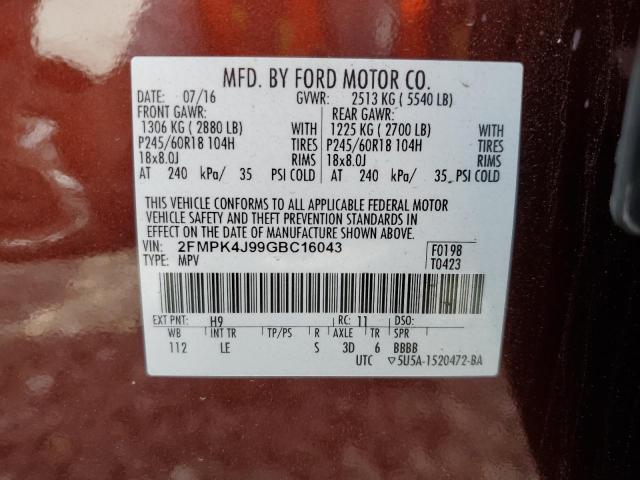 MFD. BY FORD MOTOR CO.
DATE: 07/16 GVWR: 2513 KG ( 5540 LB)
FRONT GAWR: REAR GAWR:
1306 KG ( 2880 LB) WITH 1225 KG ( 2700 LB) WITH
P245/60R18 104H TIRES P245/60R18 104H TIRES
18x8.0J RIMS 18x8.0J RIMS
AT 240 kPa/ 35 PSI COLD AT 240 kPa/ 35 PSI COLD
THIS VEHICLE CONFORMS TO ALL APPLICABLE FEDERAL MOTOR
VEHICLE SAFETY AND THEFT PREVENTION STANDARDS IN
EFFECT ON THE DATE OF MANUFACTURE SHOWN ABOVE.
VIN: 2FMPK4J99GBC16043 F0198
TYPE: MPV T0423
EXT PNT: H9 RC: 11 DSO:
WB INT TR TP/PS R AXLE TR SPR
112 LE S 3D 6 BBBB
UTC ▽5U5A-1520472-BA